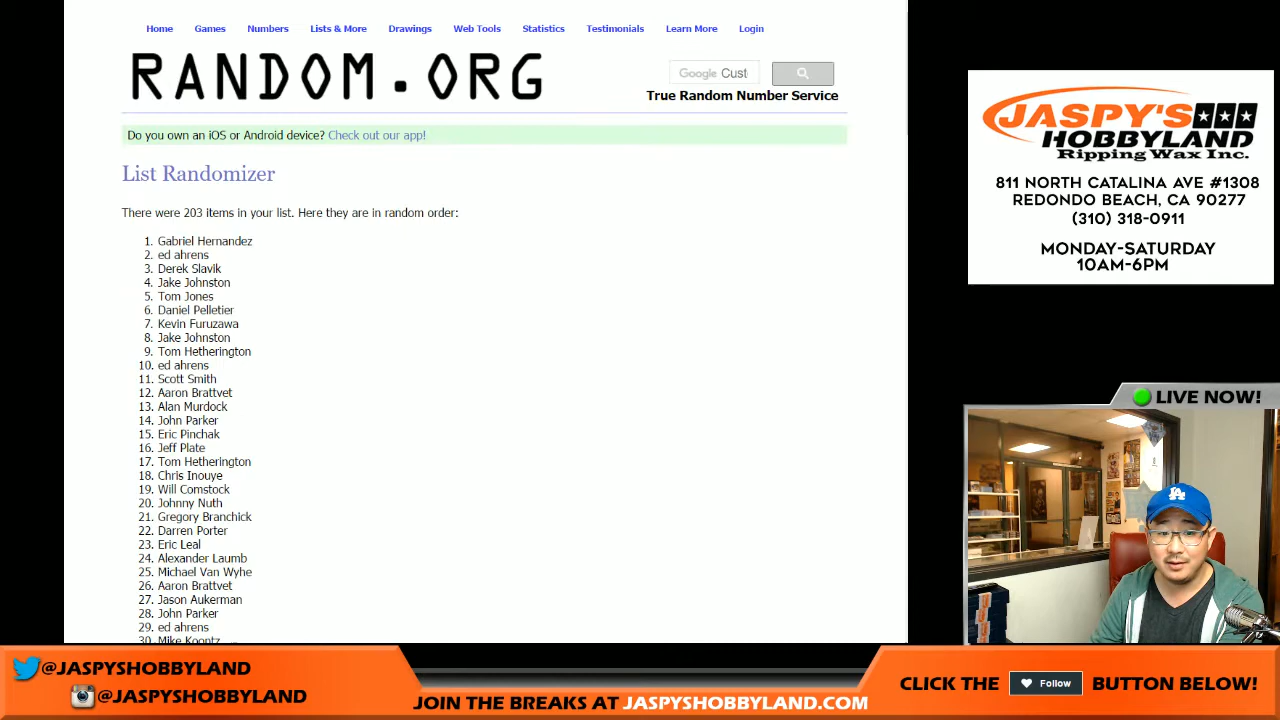 Home Games Numbers Lists & More Drawings Web Tools Statistics Testimonials Learn More Login
RANDOM.ORG
Google Cust
True Random Number Service
Do you own an iOS or Android device? Check out our app!
List Randomizer
There were 203 items in your list. Here they are in random order:
1. Gabriel Hernandez
2. ed ahrens
3. Derek Slavik
4. Jake Johnston
5. Tom Jones
6. Daniel Pelletier
7. Kevin Furuzawa
8. Jake Johnston
9. Tom Hetherington
10. ed ahrens
11. Scott Smith
12. Aaron Brattvet
13. Alan Murdock
14. John Parker
15. Eric Pinchak
16. Jeff Plate
17. Tom Hetherington
18. Chris Inouye
19. Will Comstock
20. Johnny Nuth
21. Gregory Branchick
22. Darren Porter
23. Eric Leal
24. Alexander Laumb
25. Michael Van Wyhe
26. Aaron Brattvet
27. Jason Aukerman
28. John Parker
29. ed ahrens
30. Mike Koontz
JASPY'S
HOBBYLAND
Ripping Wax Inc.
811 NORTH CATALINA AVE #1308
REDONDO BEACH, CA 90277
(310) 318-0911
MONDAY-SATURDAY
10AM-6PM
LIVE NOW!
LA
@JASPYSHOBBYLAND
@JASPYSHOBBYLAND
JOIN THE BREAKS AT JASPYSHOBBYLAND.COM
CLICK THE Follow BUTTON BELOW!